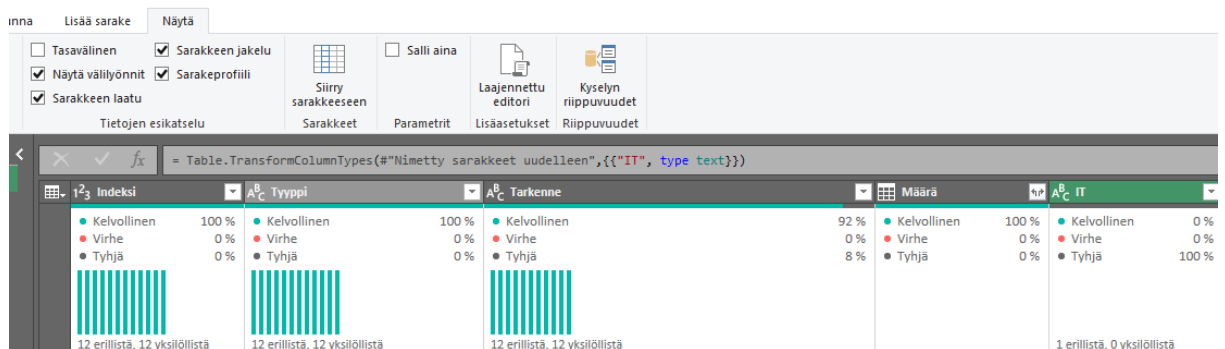 unna Lisää sarake Näytä
Tasavälinen Sarakkeen jakelu Salli aina
Näytä välilyönnit Sarakeprofiili
Sarakkeen laatu
Siirry sarakkeeseen
Laajennettu editori
Kyselyn riippuvuudet
Tietojen esikatselu Sarakkeet Parametrit Lisäasetukset Riippuvuudet
fx = Table.TransformColumnTypes(#"Nimetty sarakkeet uudelleen",{{"IT", type text}})
123 Indeksi ABC Tyyppi ABC Tarkenne Määrä ABC IT
Kelvollinen 100 % Kelvollinen 100 % Kelvollinen 92 % Kelvollinen 100 % Kelvollinen 0 %
Virhe 0 % Virhe 0 % Virhe 0 % Virhe 0 % Virhe 0 %
Tyhjä 0 % Tyhjä 0 % Tyhjä 8 % Tyhjä 0 % Tyhjä 100 %
12 erillistä, 12 yksilöllistä 12 erillistä, 12 yksilöllistä 12 erillistä, 12 yksilöllistä 1 erillistä, 0 yksilöllistä